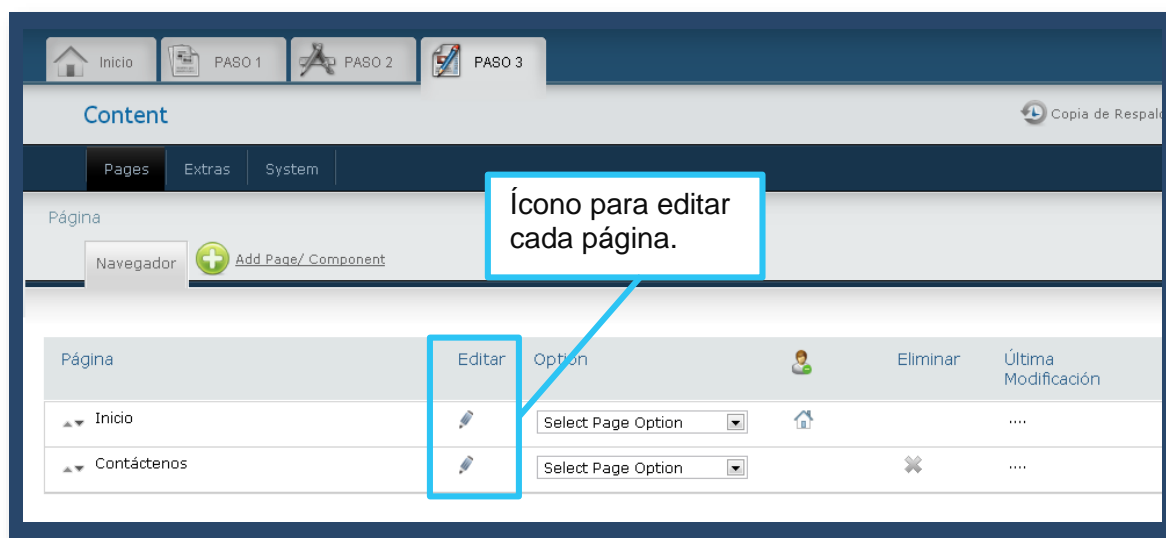 Inicio PASO 1 PASO 2 PASO 3
Content Copia de Respald
Pages Extras System
Ícono para editar
cada página.
Página
Navegador Add Page/ Component
Página Editar Option Eliminar Última
Modificación
Inicio Select Page Option ....
Contáctenos Select Page Option ....